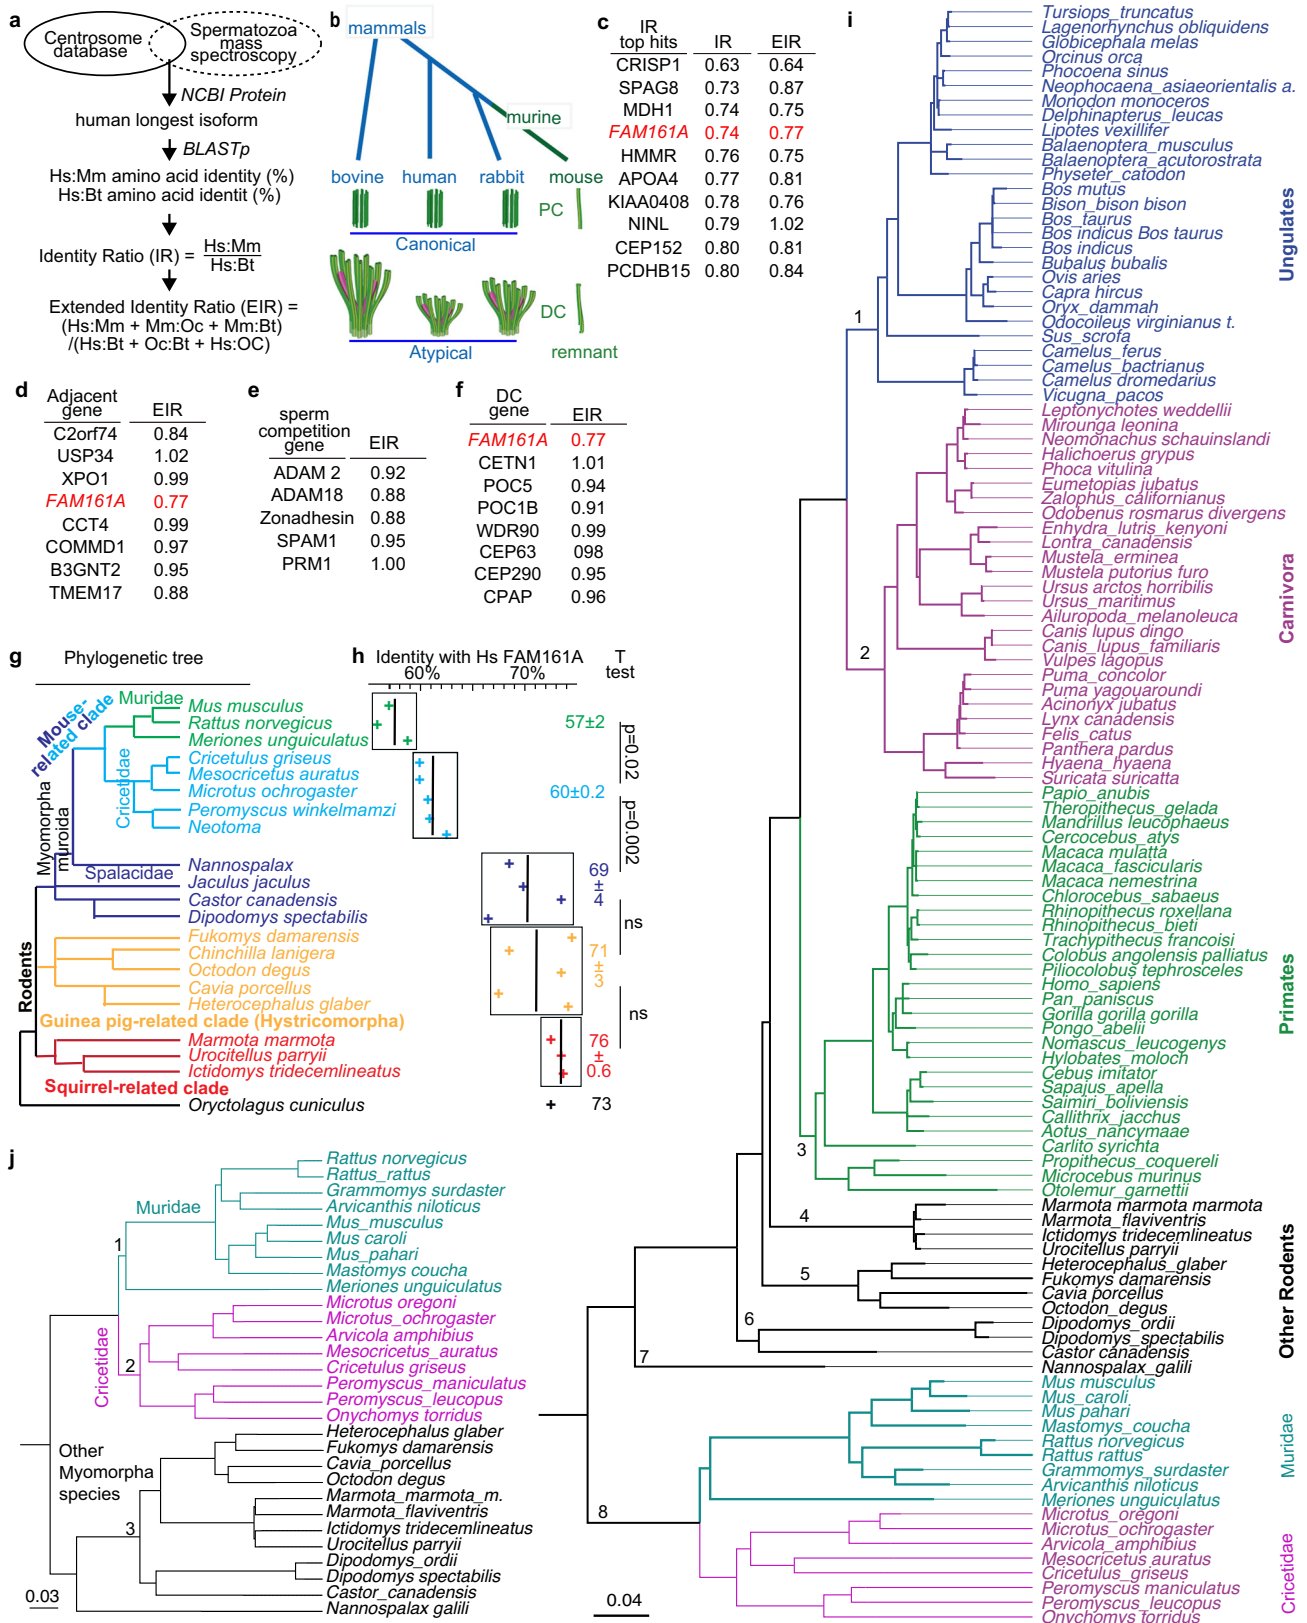 a
Centrosome
database
Spermatozoa
mass
spectroscopy
NCBI Protein
human longest isoform
BLASTp
Hs:Mm amino acid identity (%)
Hs:Bt amino acid identit (%)
Identity Ratio (IR) = Hs:Mm
Hs:Bt
Extended Identity Ratio (EIR) =
(Hs:Mm + Mm:Oc + Mm:Bt)
/(Hs:Bt + Oc:Bt + Hs:OC)
b
mammals
murine
bovine human rabbit mouse
PC
Canonical
DC
Atypical remnant
c
IR
top hits IR EIR
CRISP1 0.63 0.64
SPAG8 0.73 0.87
MDH1 0.74 0.75
FAM161A 0.74 0.77
HMMR 0.76 0.75
APOA4 0.77 0.81
KIAA0408 0.78 0.76
NINL 0.79 1.02
CEP152 0.80 0.81
PCDHB15 0.80 0.84
d
Adjacent
gene EIR
C2orf74 0.84
USP34 1.02
XPO1 0.99
FAM161A 0.77
CCT4 0.99
COMMD1 0.97
B3GNT2 0.95
TMEM17 0.88
e
sperm
competition
gene EIR
ADAM 2 0.92
ADAM18 0.88
Zonadhesin 0.88
SPAM1 0.95
PRM1 1.00
f
DC
gene EIR
FAM161A 0.77
CETN1 1.01
POC5 0.94
POC1B 0.91
WDR90 0.99
CEP63 098
CEP290 0.95
CPAP 0.96
g
Phylogenetic tree
Mouse-
related clade
Muridae
Cricetidae
Myomorpha
muroida
Spalacidae
Rodents
Mus musculus
Rattus norvegicus
Meriones unguiculatus
Cricetulus griseus
Mesocricetus auratus
Microtus ochrogaster
Peromyscus winkelmamzi
Neotoma
Nannospalax
Jaculus jaculus
Castor canadensis
Dipodomys spectabilis
Fukomys damarensis
Chinchilla lanigera
Octodon degus
Cavia porcellus
Heterocephalus glaber
Guinea pig-related clade (Hystricomorpha)
Marmota marmota
Urocitellus parryii
Ictidomys tridecemlineatus
Squirrel-related clade
Oryctolagus cuniculus
h
Identity with Hs FAM161A
60% 70%
T
test
57±2
p=0.02
60±0.2
p=0.002
69
±
4
ns
71
±
3
ns
76
±
0.6
73
i
Tursiops_truncatus
Lagenorhynchus obliquidens
Globicephala melas
Orcinus orca
Phocoena sinus
Neophocaena_asiaeorientalis a.
Monodon monoceros
Delphinapterus_leucas
Lipotes vexillifer
Balaenoptera_musculus
Balaenoptera_acutorostrata
Physeter_catodon
Bos mutus
Bison_bison bison
Bos_taurus
Bos indicus Bos taurus
Bos indicus
Bubalus bubalis
Ovis aries
Capra hircus
Oryx_dammah
Odocoileus virginianus t.
Sus_scrofa
Camelus_ferus
Camelus_bactrianus
Camelus dromedarius
Vicugna_pacos
Ungulates
1
Leptonychotes weddellii
Mirounga leonina
Neomonachus schauinslandi
Halichoerus grypus
Phoca vitulina
Eumetopias jubatus
Zalophus_californianus
Odobenus rosmarus divergens
Enhydra_lutris_kenyoni
Lontra_canadensis
Mustela_erminea
Mustela putorius furo
Ursus arctos horribilis
Ursus_maritimus
Ailuropoda_melanoleuca
Canis lupus dingo
Canis_lupus_familiaris
Vulpes lagopus
Puma_concolor
Puma yagouaroundi
Acinonyx jubatus
Lynx canadensis
Felis_catus
Panthera pardus
Hyaena_hyaena
Suricata suricatta
Carnivora
2
Papio_anubis
Theropithecus_gelada
Mandrillus leucophaeus
Cercocebus_atys
Macaca mulatta
Macaca_fascicularis
Macaca nemestrina
Chlorocebus_sabaeus
Rhinopithecus roxellana
Rhinopithecus_bieti
Trachypithecus francoisi
Colobus angolensis palliatus
Piliocolobus tephrosceles
Homo_sapiens
Pan_paniscus
Gorilla gorilla gorilla
Pongo_abelii
Nomascus_leucogenys
Hylobates_moloch
Cebus imitator
Sapajus_apella
Saimiri_boliviensis
Callithrix_jacchus
Aotus_nancymaae
Carlito syrichta
Propithecus_coquereli
Microcebus murinus
Otolemur_garnettii
Primates
3
Marmota marmota marmota
Marmota_flaviventris
Ictidomys tridecemlineatus
Urocitellus parryii
4
Heterocephalus_glaber
Fukomys damarensis
Cavia porcellus
Octodon_degus
5
Dipodomys_ordii
Dipodomys_spectabilis
Castor canadensis
6
Nannospalax_galili
7
Other Rodents
Mus musculus
Mus_caroli
Mus pahari
Mastomys_coucha
Rattus norvegicus
Rattus rattus
Grammomys_surdaster
Arvicanthis niloticus
Meriones unguiculatus
Muridae
8
Microtus_oregoni
Microtus_ochrogaster
Arvicola_amphibius
Mesocricetus auratus
Cricetulus_griseus
Peromyscus maniculatus
Peromyscus_leucopus
Onychomys torridus
Cricetidae
0.04
j
Muridae
1
Rattus norvegicus
Rattus_rattus
Grammomys surdaster
Arvicanthis niloticus
Mus_musculus
Mus caroli
Mus_pahari
Mastomys coucha
Meriones unguiculatus
Cricetidae
2
Microtus oregoni
Microtus_ochrogaster
Arvicola amphibius
Mesocricetus_auratus
Cricetulus griseus
Peromyscus_maniculatus
Peromyscus_leucopus
Onychomys torridus
Other
Myomorpha
species
3
Heterocephalus glaber
Fukomys damarensis
Cavia_porcellus
Octodon degus
Marmota_marmota_m.
Marmota_flaviventris
Ictidomys tridecemlineatus
Urocitellus parryii
Dipodomys_ordii
Dipodomys spectabilis
Castor_canadensis
Nannospalax galili
0.03